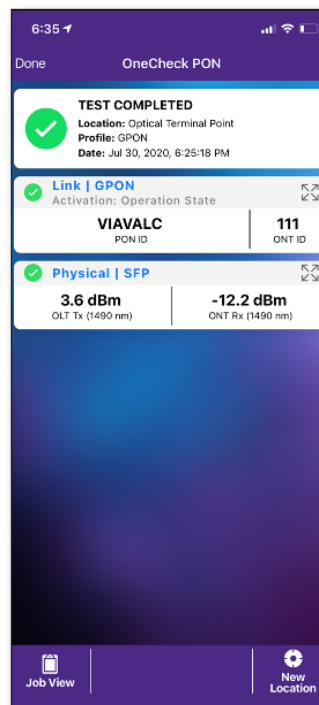 6:35
Done OneCheck PON
TEST COMPLETED
Location: Optical Terminal Point
Profile: GPON
Date: Jul 30, 2020, 6:25:18 PM
Link | GPON
Activation: Operation State
VIAVALC 111
PON ID ONT ID
Physical | SFP
3.6 dBm -12.2 dBm
OLT Tx (1490 nm) ONT Rx (1490 nm)
Job View
New
Location